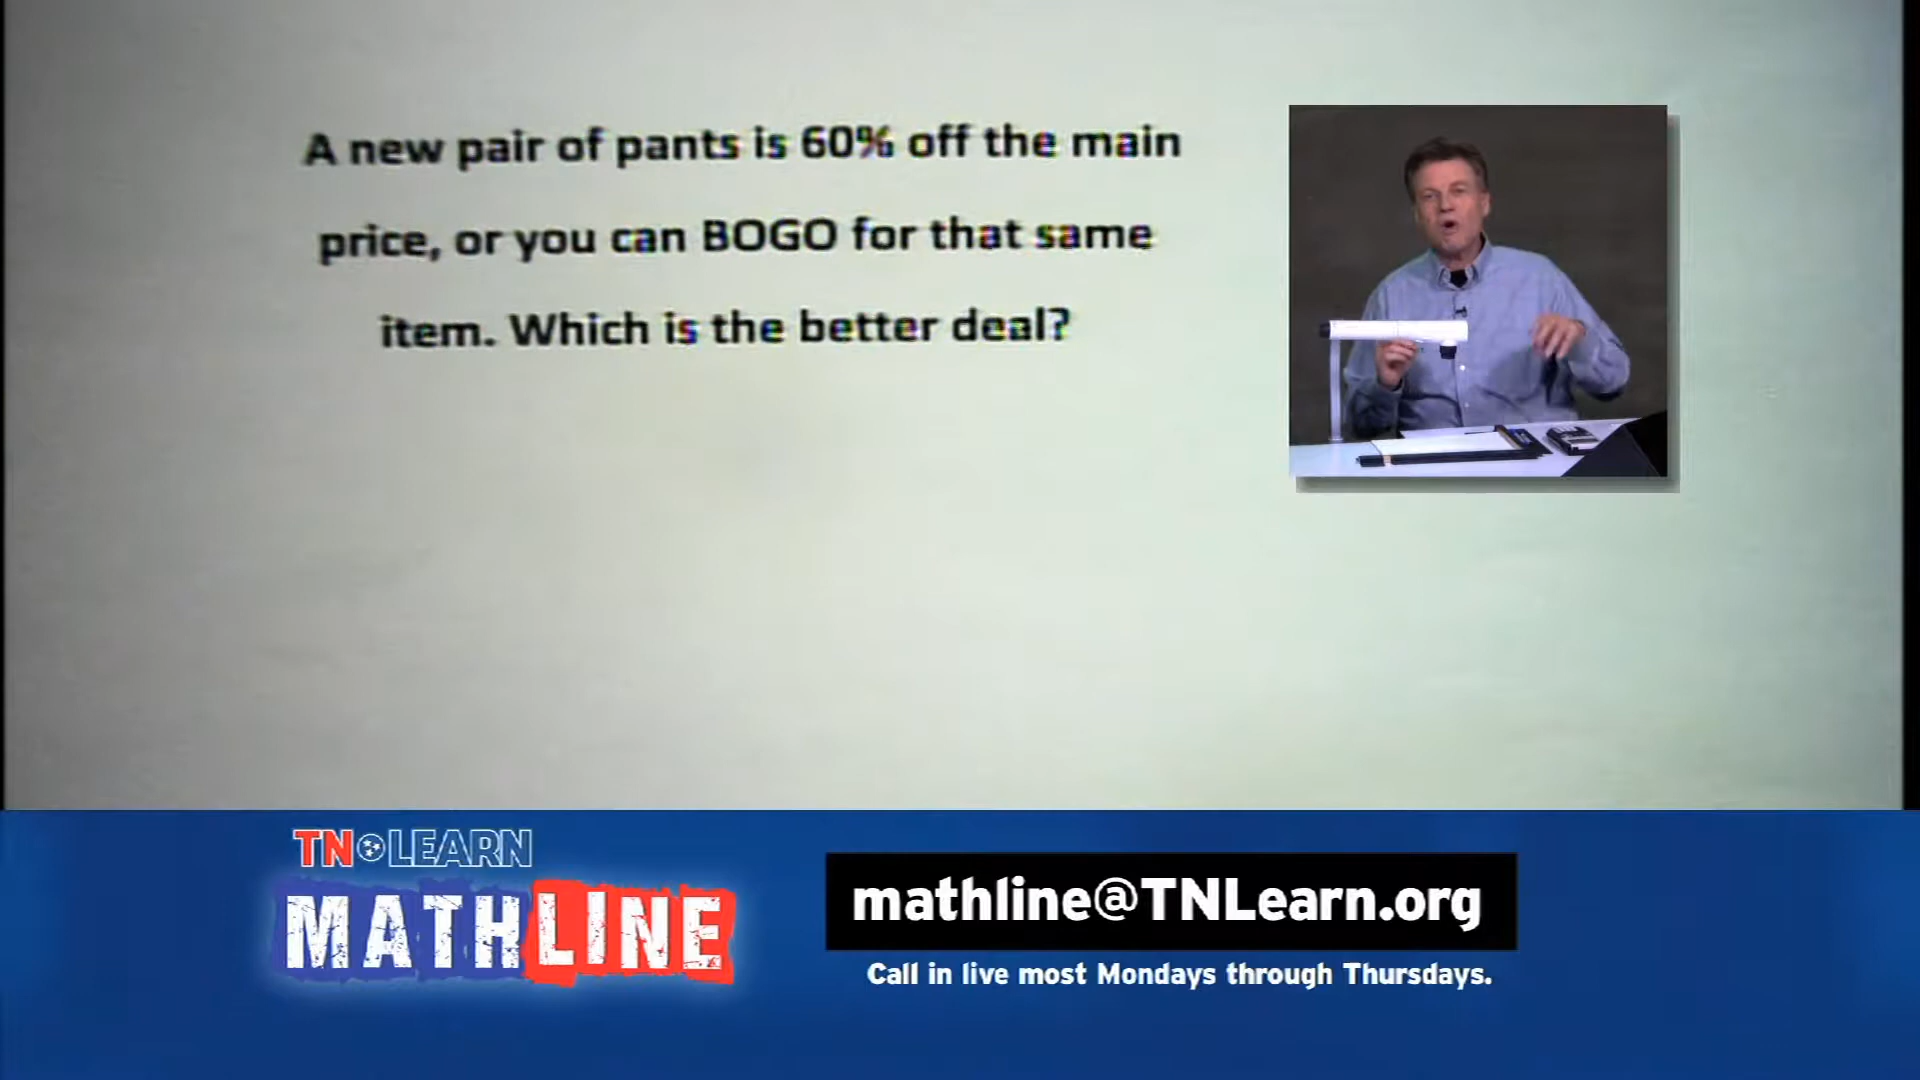 A new pair of pants is 60% off the main
price, or you can BOGO for that same
item. Which is the better deal?
TN LEARN
MATHLINE
mathline@TNLearn.org
Call in live most Mondays through Thursdays.